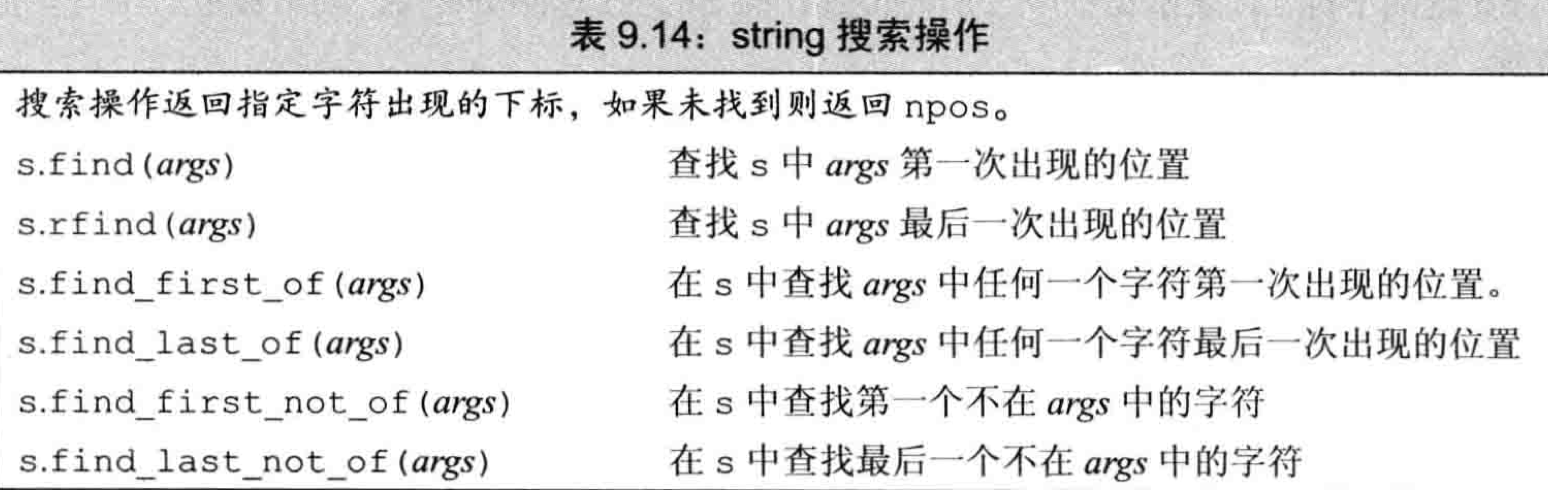 表 9.14：string 搜索操作
搜索操作返回指定字符出现的下标，如果未找到则返回 npos。
s.find(args) 查找 s 中 args 第一次出现的位置
s.rfind(args) 查找 s 中 args 最后一次出现的位置
s.find_first_of(args) 在 s 中查找 args 中任何一个字符第一次出现的位置。
s.find_last_of(args) 在 s 中查找 args 中任何一个字符最后一次出现的位置
s.find_first_not_of(args) 在 s 中查找第一个不在 args 中的字符
s.find_last_not_of(args) 在 s 中查找最后一个不在 args 中的字符